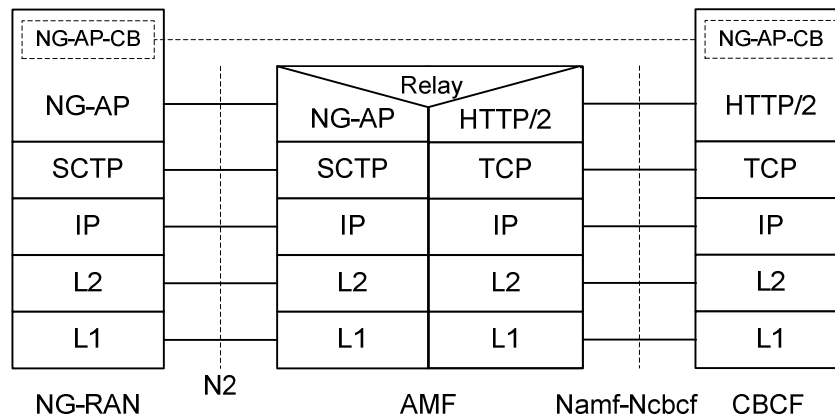 NG-AP-CB NG-AP-CB
Relay
NG-AP NG-AP HTTP/2 HTTP/2
SCTP SCTP TCP TCP
IP IP IP IP
L2 L2 L2 L2
L1 L1 L1 L1
N2
NG-RAN AMF Namf-Ncbcf CBCF